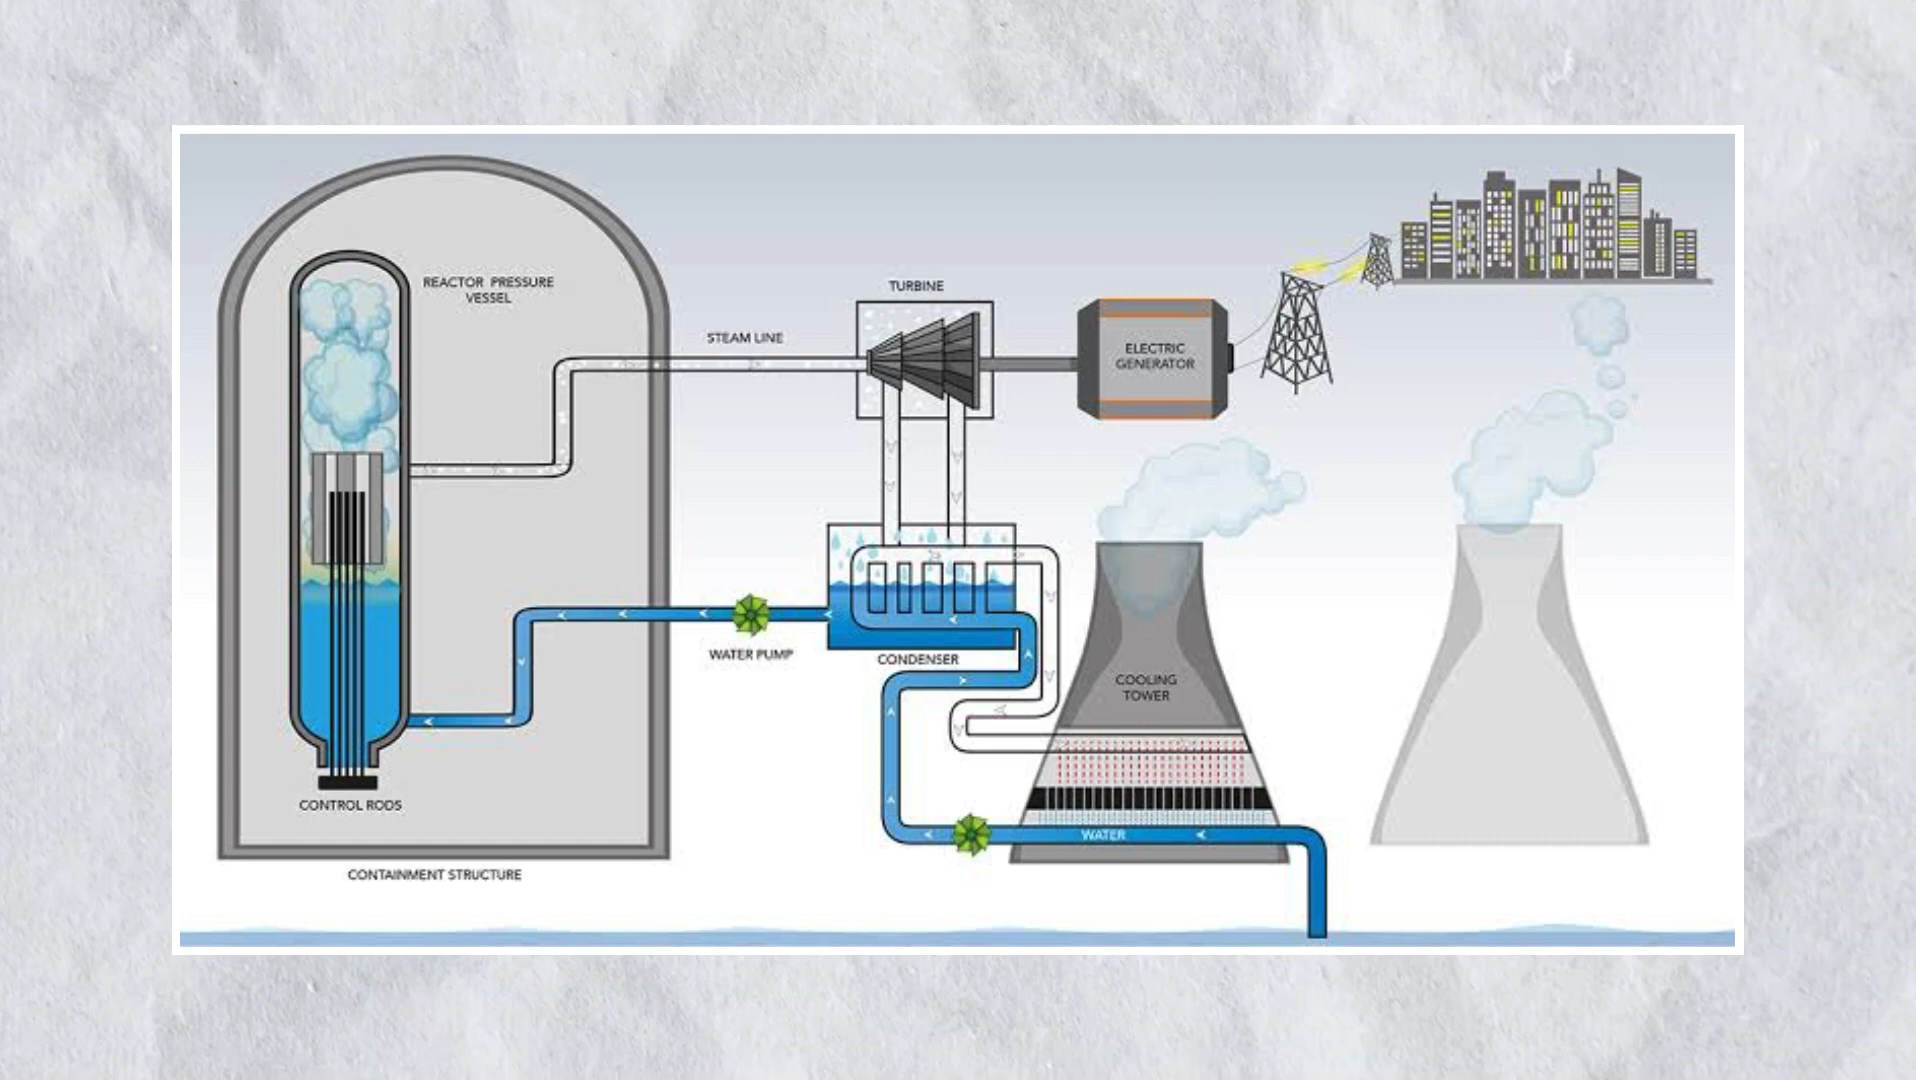 REACTOR PRESSURE
VESSEL
TURBINE
STEAM LINE
ELECTRIC
GENERATOR
WATER PUMP
CONDENSER
COOLING
TOWER
CONTROL RODS
WATER
CONTAINMENT STRUCTURE